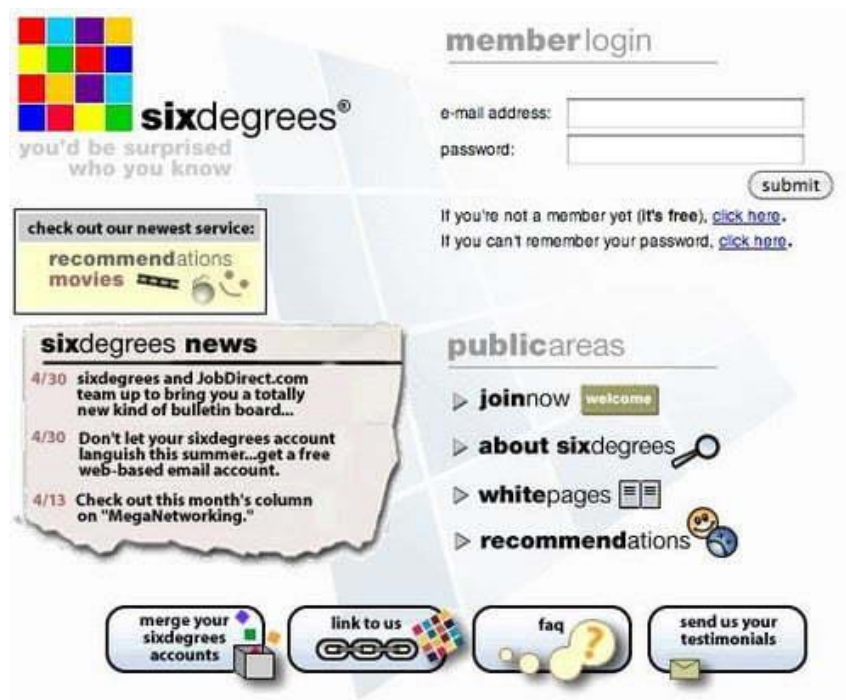 sixdegrees®
you'd be surprised
who you know
memberlogin
e-mail address:
password:
submit
If you're not a member yet (it's free), click here.
If you can't remember your password, click here.
check out our newest service:
recommendations
movies
sixdegrees news
4/30 sixdegrees and JobDirect.com
team up to bring you a totally
new kind of bulletin board...
4/30 Don't let your sixdegrees account
languish this summer...get a free
web-based email account.
4/13 Check out this month's column
on "MegaNetworking."
publicareas
joinnow welcome
about sixdegrees
whitepages
recommendations
merge your
sixdegrees
accounts
link to us
faq
?
send us your
testimonials